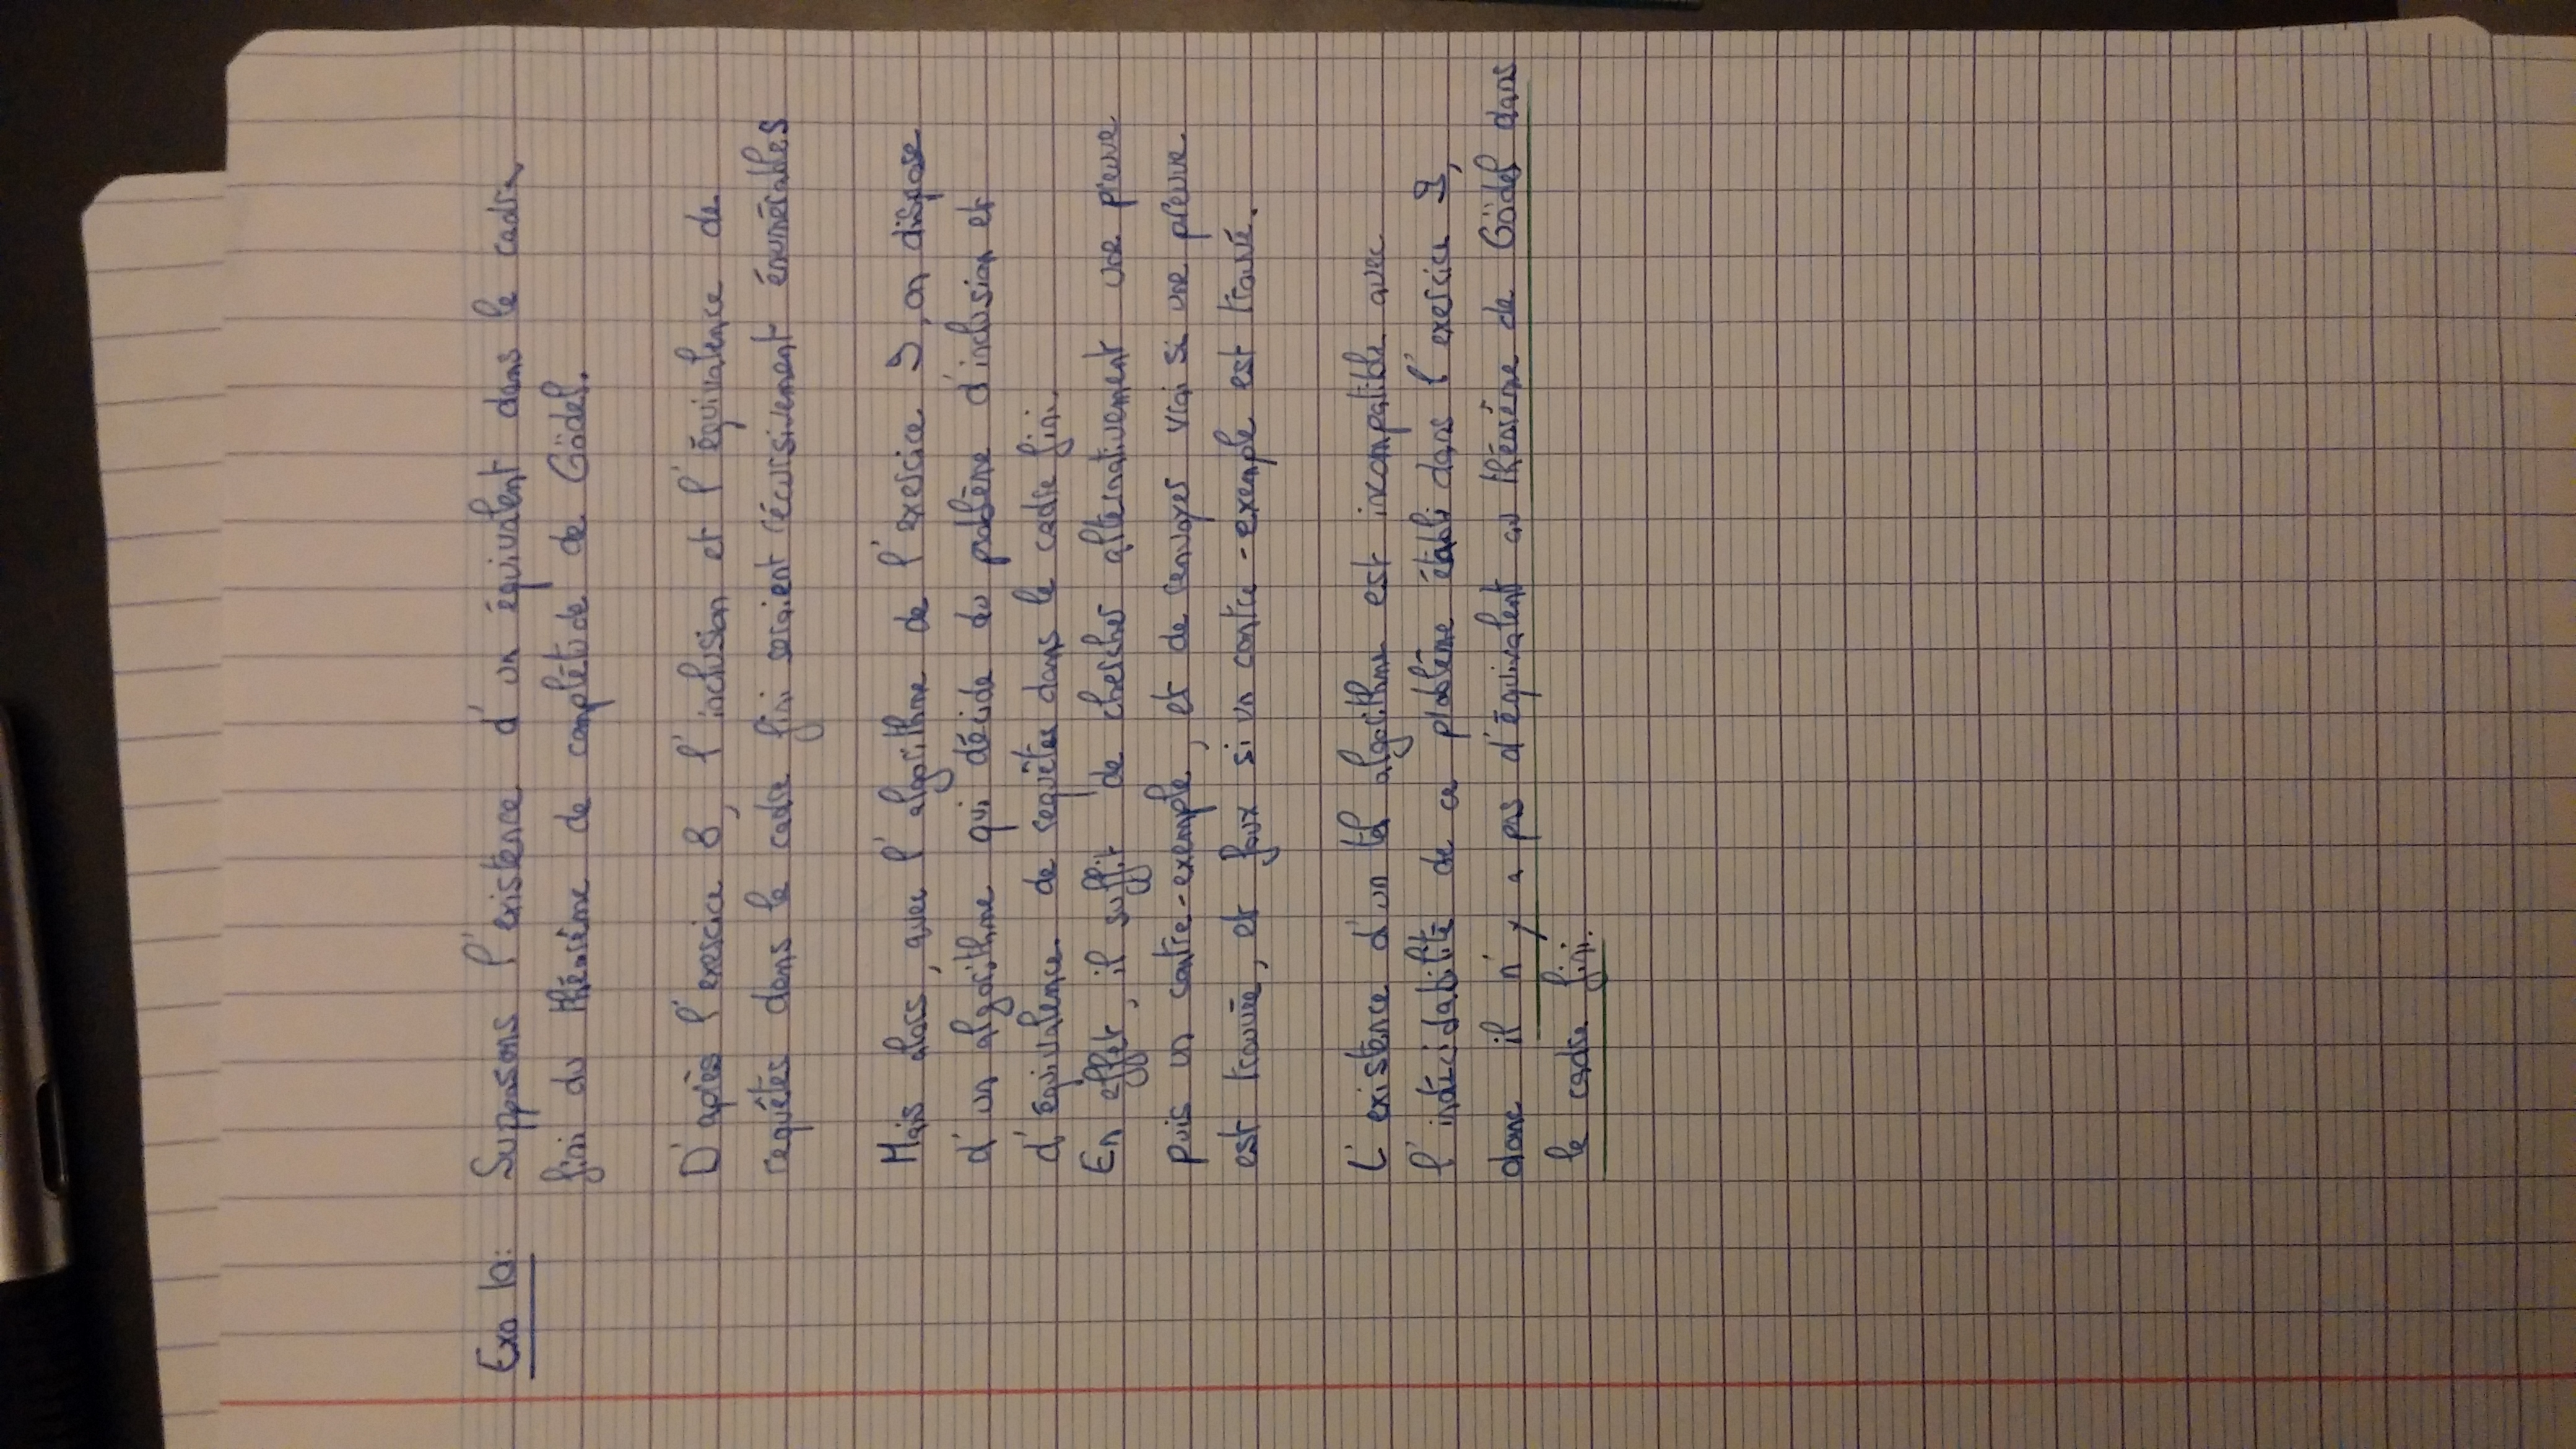 Exo 10: Supposons l'existence d'un équivalent dans le cadre
fini du théorème de complétude de Gödel.
D'après l'exercice 8, l'inclusion et l'équivalence de
requêtes dans le cadre fini seraient récursivement énumérables
Mais alors, avec l'algorithme de l'exercice 9, on dispose
d'un algorithme qui décide du problème d'inclusion et
d'équivalence de requêtes dans le cadre fini.
En effet, il suffit de chercher alternativement une preuve
puis un contre-exemple, et de renvoyer vrai si une preuve
est trouvée, et faux si un contre-exemple est trouvé.
L'existence d'un tel algorithme est incompatible avec
l'indécidabilité de ce problème établi dans l'exercice 9,
donc il n'y a pas d'équivalent au théorème de Gödel dans
le cadre fini.